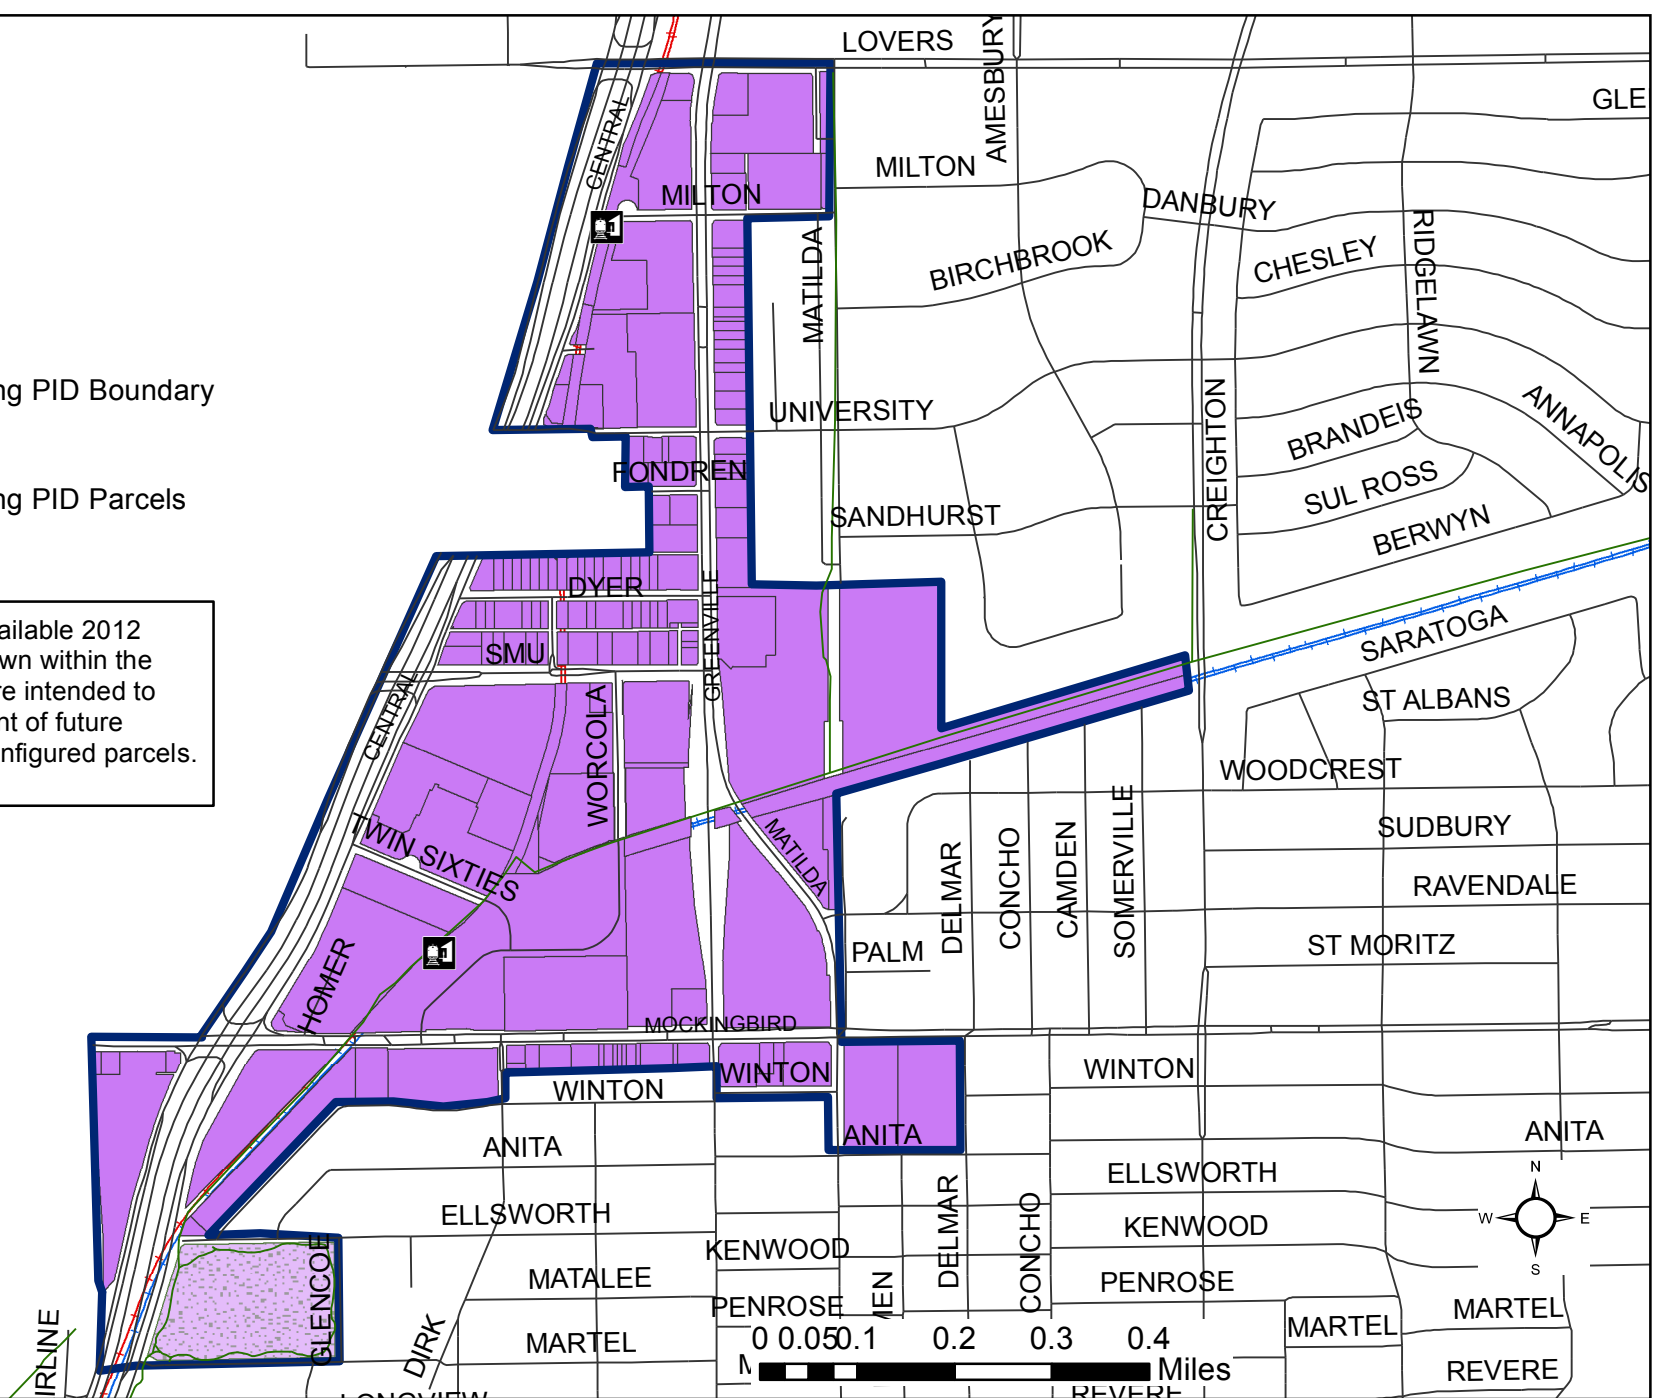 LOVERS
AMESBURY
GLE
CENTRAL
MILTON
MILTON
DANBURY
MATILDA
BIRCHBROOK
CHESLEY
RIDGELAWN
ng PID Boundary
UNIVERSITY
CREIGHTON
BRANDEIS
ANNAPOLIS
FONDREN
SUL ROSS
ng PID Parcels
SANDHURST
BERWYN
DYER
GREENVILLE
ailable 2012
wn within the
re intended to
nt of future
nfigured parcels.
SMU
SARATOGA
CENTRAL
WORCOLA
ST ALBANS
WOODCREST
TWIN SIXTIES
MATILDA
SUDBURY
DELMAR
CONCHO
CAMDEN
SOMERVILLE
RAVENDALE
HOMER
PALM
ST MORITZ
MOCKINGBIRD
WINTON
WINTON
WINTON
ANITA
ANITA
ANITA
ELLSWORTH
ELLSWORTH
DELMAR
CONCHO
KENWOOD
KENWOOD
N
W
E
S
GLENCOE
MATALEE
PENROSE
PENROSE
MEN
MARTEL
MARTEL
MARTEL
IRLINE
DIRK
0 0.05 0.1 0.2 0.3 0.4
Miles
REVERE
REVERE
LONGVIEW